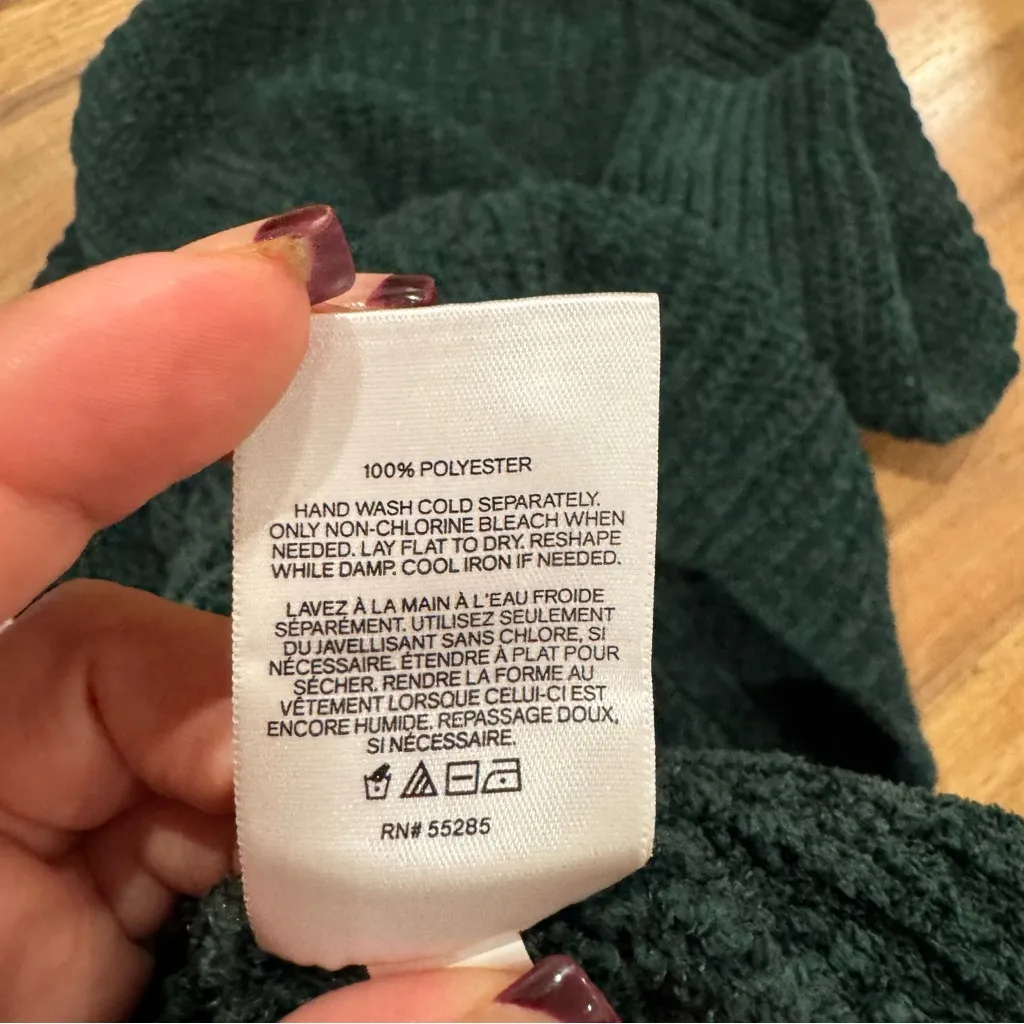 100% POLYESTER
HAND WASH COLD SEPARATELY.
ONLY NON-CHLORINE BLEACH WHEN
NEEDED. LAY FLAT TO DRY. RESHAPE
WHILE DAMP. COOL IRON IF NEEDED.
LAVEZ À LA MAIN À L'EAU FROIDE
SÉPARÉMENT. UTILISEZ SEULEMENT
DU JAVELLISANT SANS CHLORE, SI
NÉCESSAIRE. ÉTENDRE À PLAT POUR
SÉCHER. RENDRE LA FORME AU
VÊTEMENT LORSQUE CELUI-CI EST
ENCORE HUMIDE. REPASSAGE DOUX,
SI NÉCESSAIRE.
RN# 55285